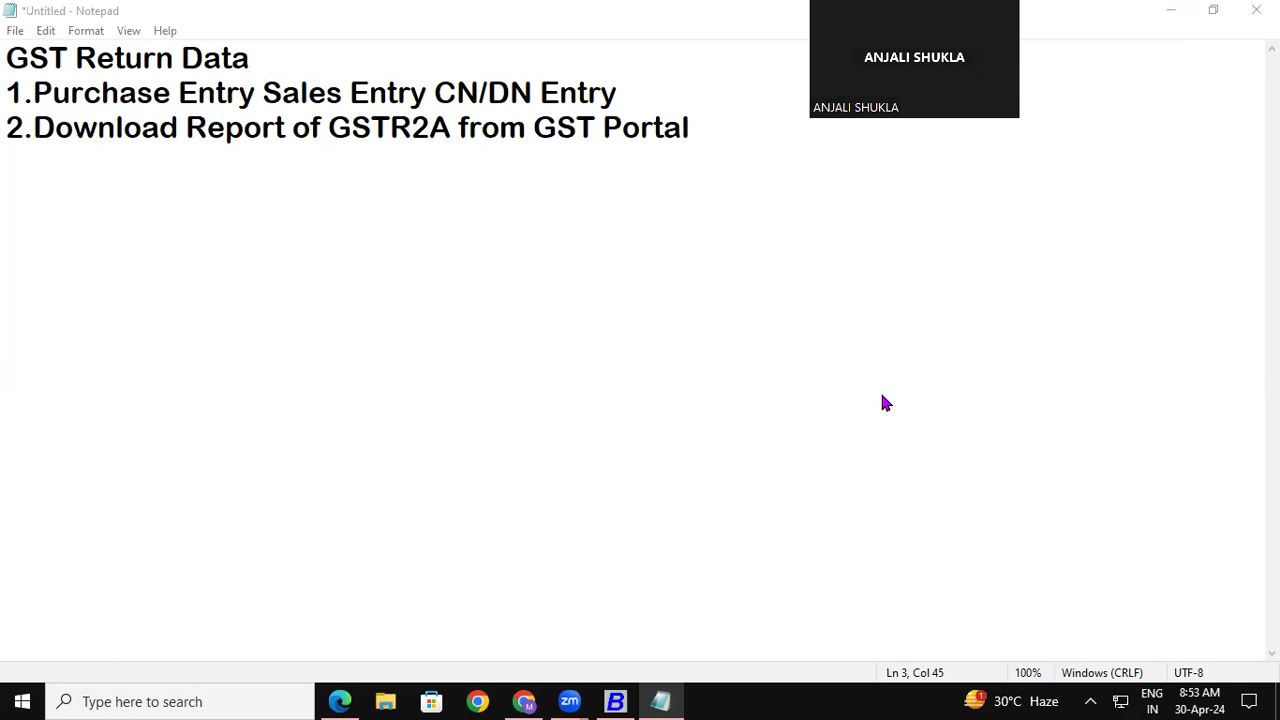 *Untitled - Notepad
File Edit Format View Help
GST Return Data
1.Purchase Entry Sales Entry CN/DN Entry
2.Download Report of GSTR2A from GST Portal
ANJALI SHUKLA
ANJALI SHUKLA
Ln 3, Col 45 100% Windows (CRLF) UTF-8
Type here to search
zm
M
B
1
30°C Haze
ENG
IN
8:53 AM
30-Apr-24